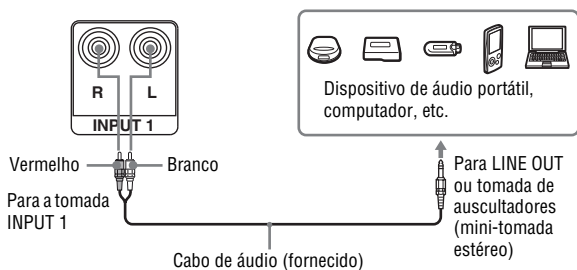 R L
INPUT 1
Vermelho
Branco
Para a tomada
INPUT 1
Dispositivo de áudio portátil,
computador, etc.
Para LINE OUT
ou tomada de
auscultadores
(mini-tomada
estéreo)
Cabo de áudio (fornecido)